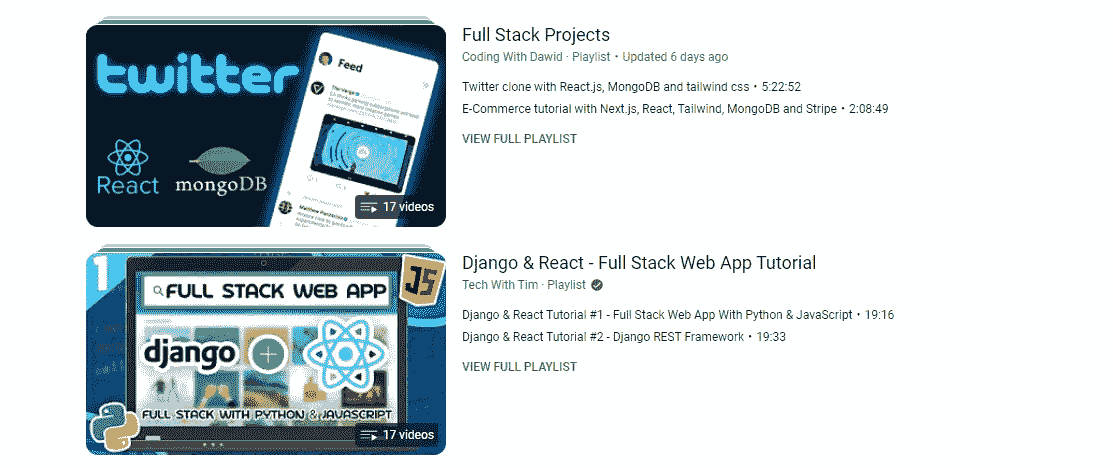 twitter
React
mongoDB
Feed
17 videos
Full Stack Projects
Coding With Dawid · Playlist • Updated 6 days ago
Twitter clone with React.js, MongoDB and tailwind css • 5:22:52
E-Commerce tutorial with Next.js, React, Tailwind, MongoDB and Stripe • 2:08:49
VIEW FULL PLAYLIST
1
JS
FULL STACK WEB APP
django
+
FULL STACK WITH PYTHON & JAVASCRIPT
17 videos
Django & React - Full Stack Web App Tutorial
Tech With Tim · Playlist
Django & React Tutorial #1 - Full Stack Web App With Python & JavaScript • 19:16
Django & React Tutorial #2 - Django REST Framework • 19:33
VIEW FULL PLAYLIST